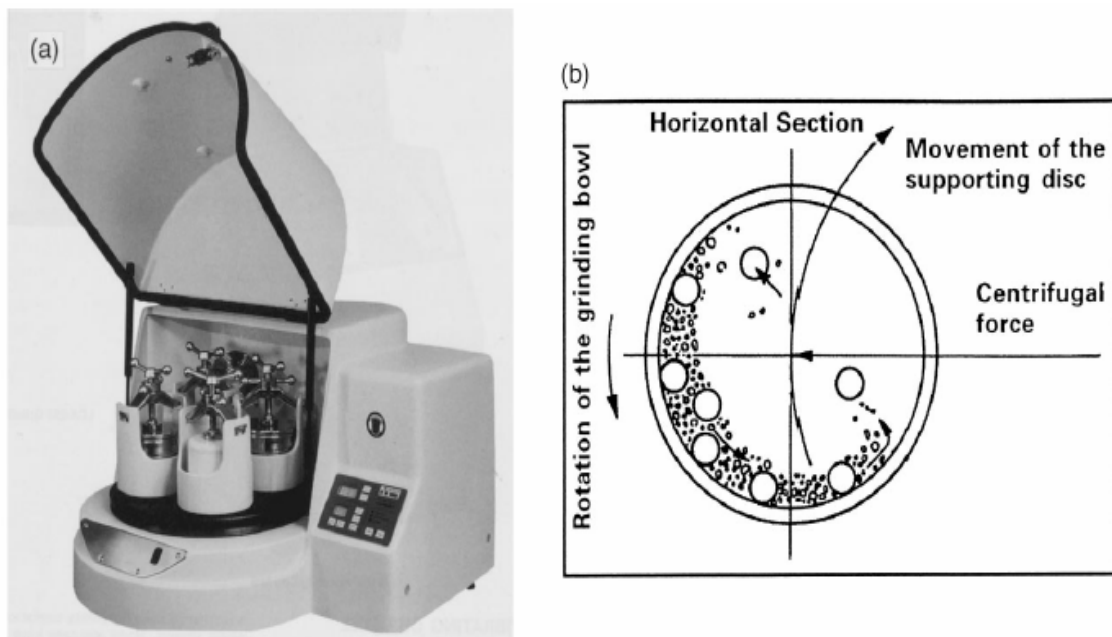 (a)
(b)
Horizontal Section
Movement of the
supporting disc
Centrifugal
force
Rotation of the grinding bowl